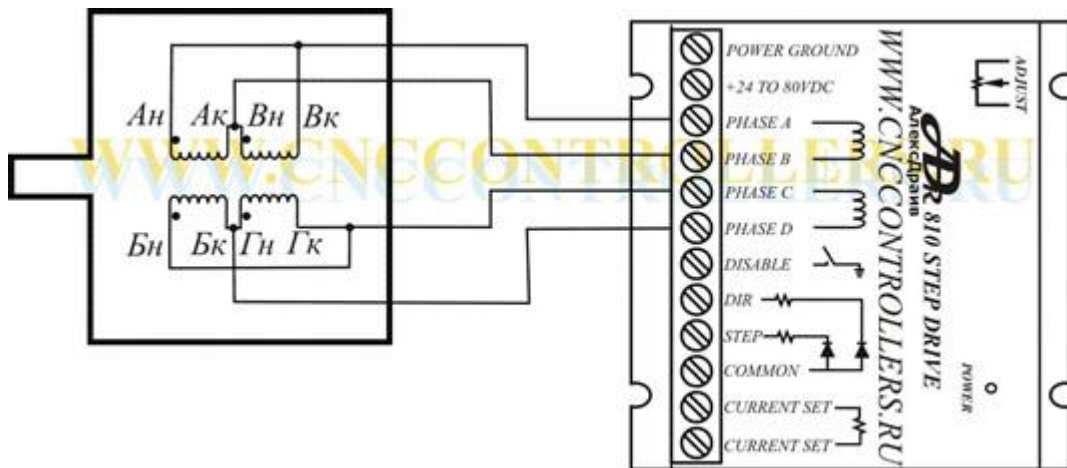 Ан Ак Вн Вк
Бн Бк Гн Гк
WWW.CNCCONTROLLER.RU
POWER GROUND
+24 TO 80VDC
PHASE A
PHASE B
PHASE C
PHASE D
DISABLE
DIR
STEP
COMMON
CURRENT SET
CURRENT SET
WWW.CNCCONTROLLERS.RU
АлексДрайв
810 STEP DRIVE
ADJUST
POWER